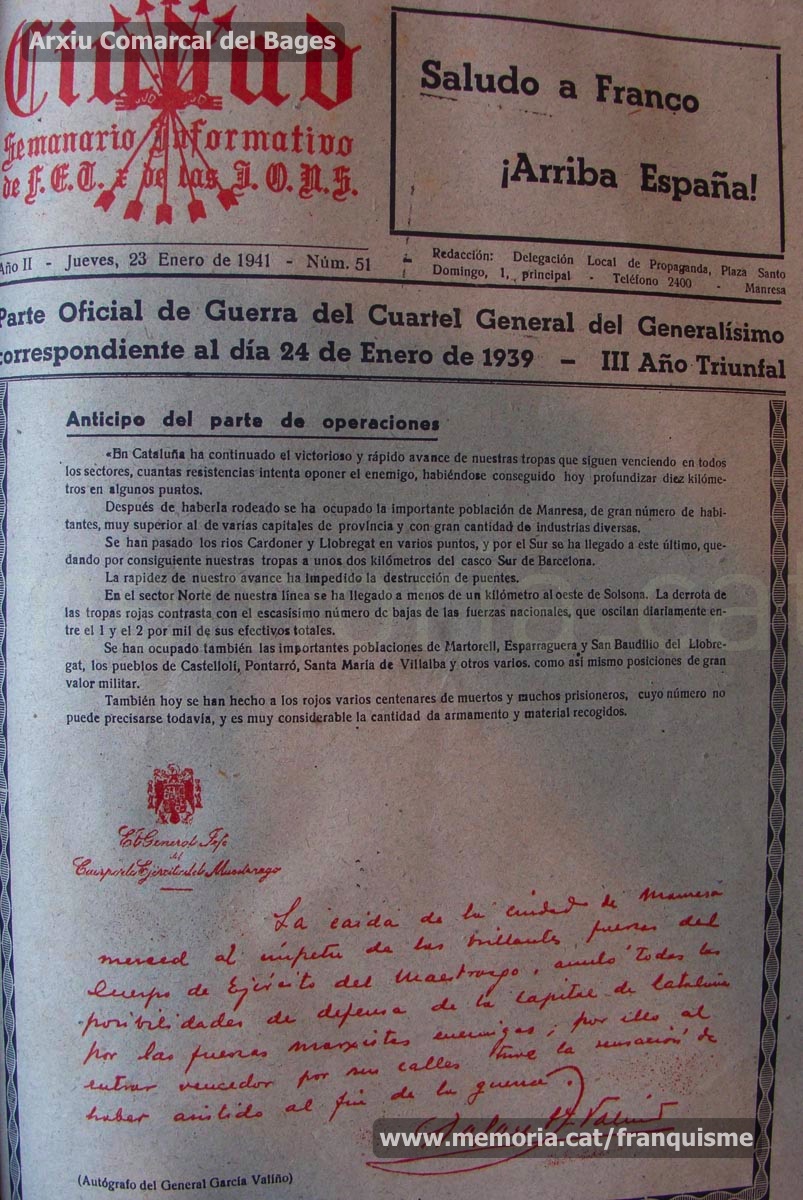 Arxiu Comarcal del Bages
Ciudad
Semanario Informativo
de F. E. T. y de las J. O. N. S.
Saludo a Franco
¡Arriba España!
Año II - Jueves, 23 Enero de 1941 - Núm. 51
Redacción: Delegación Local de Propaganda, Plaza Santo
Domingo, 1, principal - Teléfono 2400 - Manresa
Parte Oficial de Guerra del Cuartel General del Generalísimo
correspondiente al día 24 de Enero de 1939 — III Año Triunfal
Anticipo del parte de operaciones
«En Cataluña ha continuado el victorioso y rápido avance de nuestras tropas que siguen venciendo en todos
los sectores, cuantas resistencias intenta oponer el enemigo, habiéndose conseguido hoy profundizar diez kilóme-
tros en algunos puntos.
Después de haberla rodeado se ha ocupado la importante población de Manresa, de gran número de habi-
tantes, muy superior al de varias capitales de provincia y con gran cantidad de industrias diversas.
Se han pasado los rios Cardoner y Llobregat en varios puntos, y por el Sur se ha llegado a este último, que-
dando por consiguiente nuestras tropas a unos dos kilómetros del casco Sur de Barcelona.
La rapidez de nuestro avance ha impedido la destrucción de puentes.
En el sector Norte de nuestra línea se ha llegado a menos de un kilómetro al oeste de Solsona. La derrota de
las tropas rojas contrasta con el escasisimo número de bajas de las fuerzas nacionales, que oscilan diariamente en-
tre el 1 y el 2 por mil de sus efectivos totales.
Se han ocupado también las importantes poblaciones de Martorell, Esparraguera y San Baudilio del Llobre-
gat, los pueblos de Castelloli, Pontarró, Santa María de Villalba y otros varios. como así mismo posiciones de gran
valor militar.
También hoy se han hecho a los rojos varios centenares de muertos y muchos prisioneros, cuyo número no
puede precisarse todavía, y es muy considerable la cantidad da armamento y material recogidos.
El General Jefe
del
Cuerpo de Ejército del Maestrazgo
La caida de la ciudad de Manresa
merced al impetu de las brillantes fuerzas del
Cuerpo de Ejército del Maestrazgo, anuló todas las
posibilidades de defensa de la capital de Cataluña
por las fuerzas marxistas enemigas; por ello al
entrar vencedor por sus calles tuve la sensación de
haber asistido al fin de la guerra.
Valiño
www.memoria.cat/franquisme
(Autógrafo del General García Valiño)